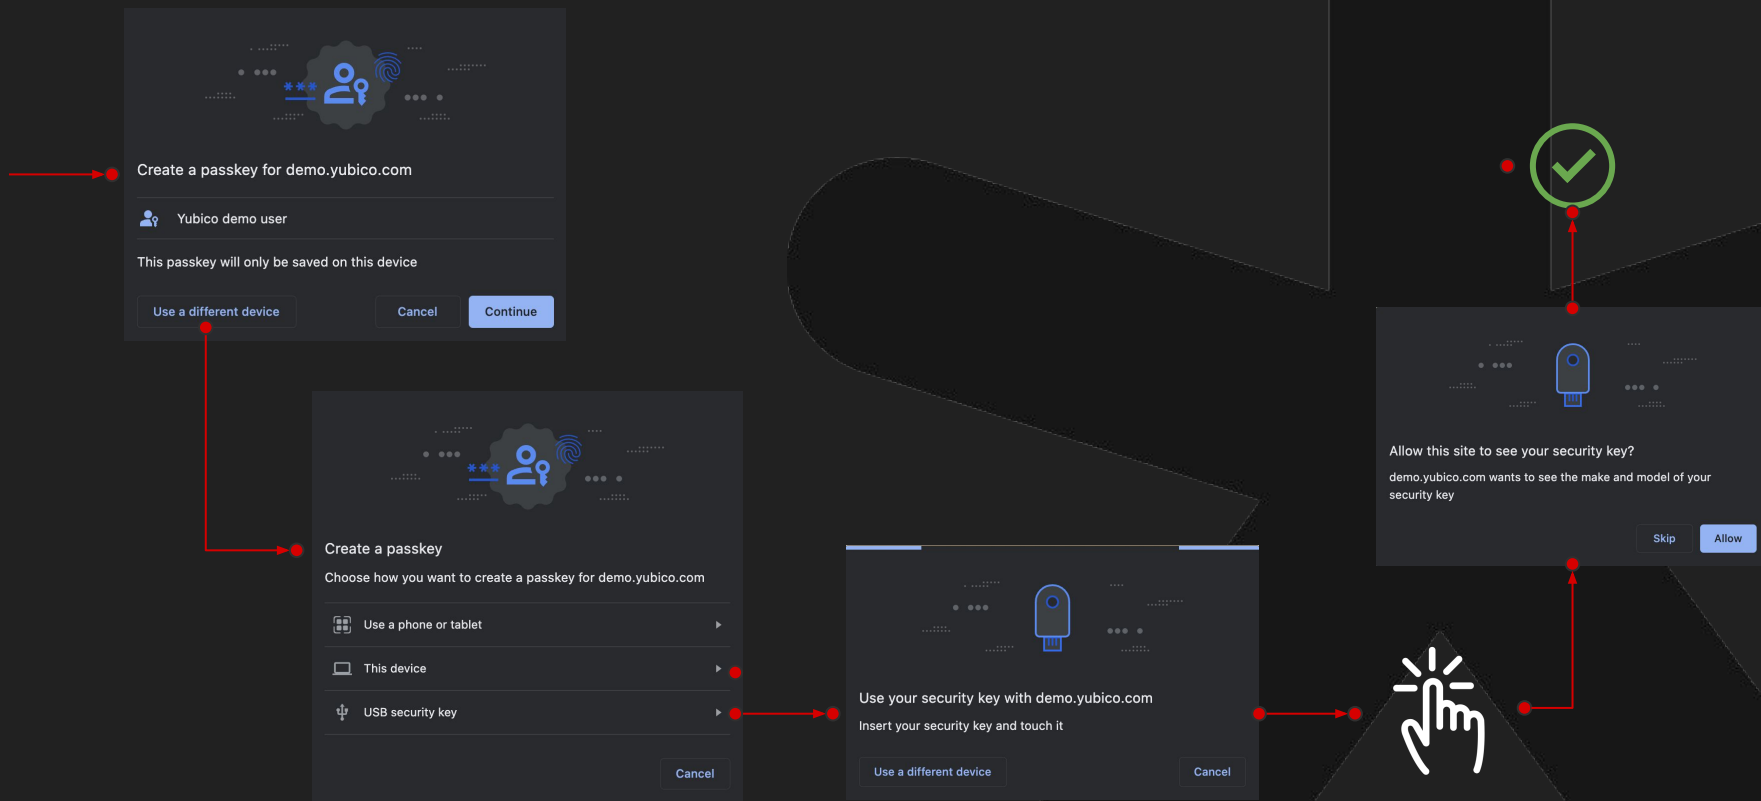 Create a passkey for demo.yubico.com
Yubico demo user
This passkey will only be saved on this device
Use a different device
Cancel
Continue
Create a passkey
Choose how you want to create a passkey for demo.yubico.com
Use a phone or tablet
This device
USB security key
Cancel
Use your security key with demo.yubico.com
Insert your security key and touch it
Use a different device
Cancel
Allow this site to see your security key?
demo.yubico.com wants to see the make and model of your
security key
Skip
Allow